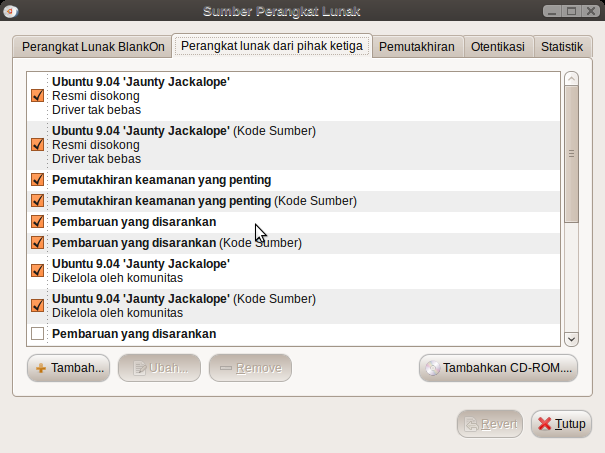 Sumber Perangkat Lunak
Perangkat Lunak BlankOn
Perangkat lunak dari pihak ketiga
Pemutakhiran
Otentikasi
Statistik
Ubuntu 9.04 'Jaunty Jackalope'
Resmi disokong
Driver tak bebas
Ubuntu 9.04 'Jaunty Jackalope' (Kode Sumber)
Resmi disokong
Driver tak bebas
Pemutakhiran keamanan yang penting
Pemutakhiran keamanan yang penting (Kode Sumber)
Pembaruan yang disarankan
Pembaruan yang disarankan (Kode Sumber)
Ubuntu 9.04 'Jaunty Jackalope'
Dikelola oleh komunitas
Ubuntu 9.04 'Jaunty Jackalope' (Kode Sumber)
Dikelola oleh komunitas
Pembaruan yang disarankan
Tambah...
Ubah...
Remove
Tambahkan CD-ROM....
Revert
Tutup